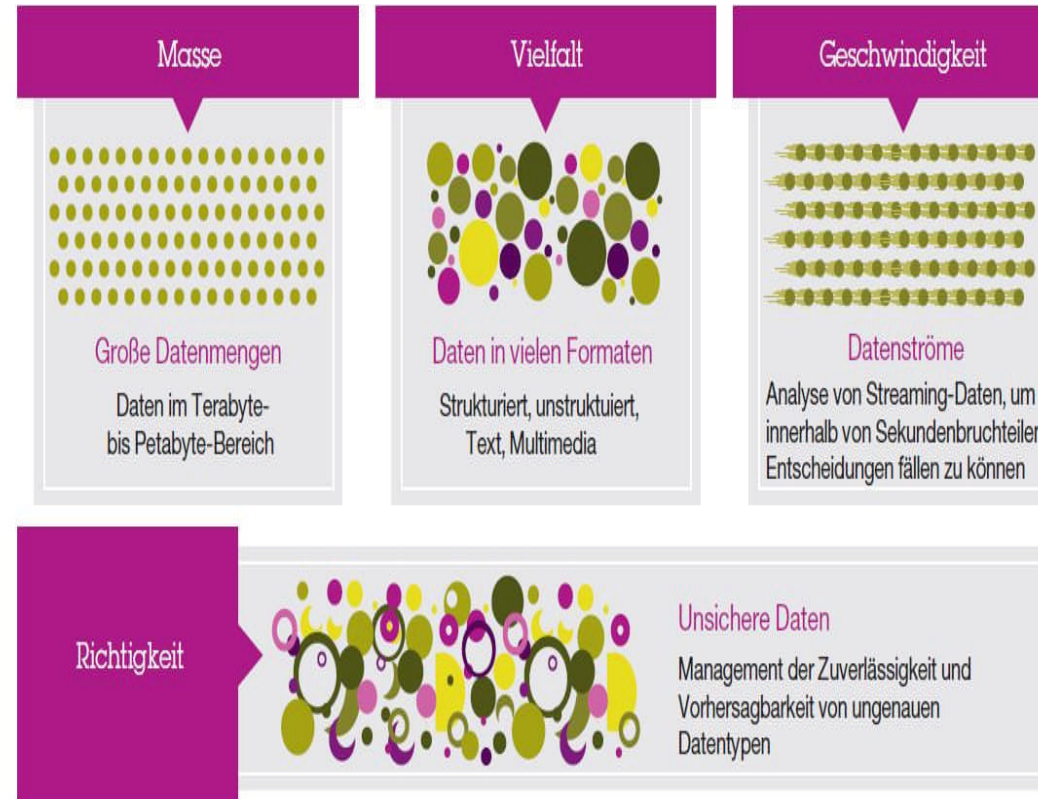 Masse
Große Datenmengen
Daten im Terabyte-
bis Petabyte-Bereich
Vielfalt
Daten in vielen Formaten
Strukturiert, unstruktuiert,
Text, Multimedia
Geschwindigkeit
Datenströme
Analyse von Streaming-Daten, um
innerhalb von Sekundenbruchteilen
Entscheidungen fällen zu können
Richtigkeit
Unsichere Daten
Management der Zuverlässigkeit und
Vorhersagbarkeit von ungenauen
Datentypen